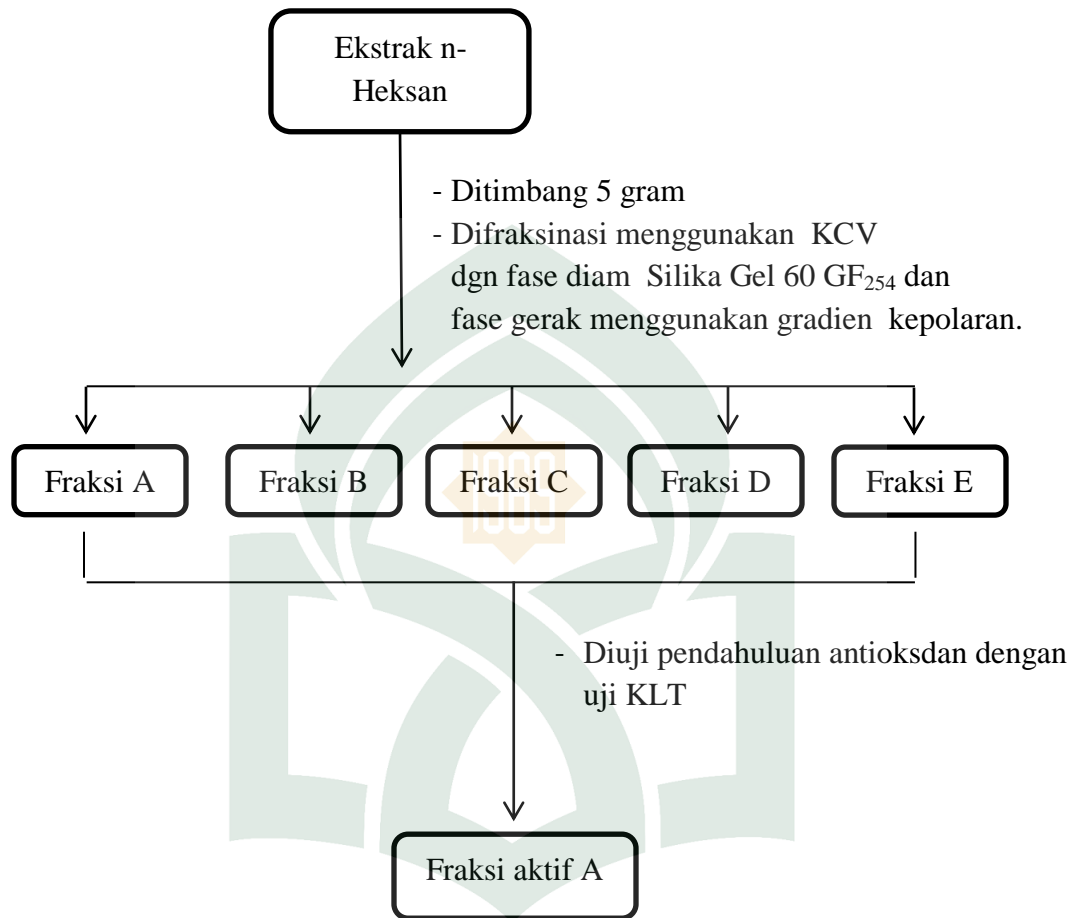 Ekstrak n-
Heksan
- Ditimbang 5 gram
- Difraksinasi menggunakan KCV
dgn fase diam Silika Gel 60 GF₂₅₄ dan
fase gerak menggunakan gradien kepolaran.
Fraksi A
Fraksi B
Fraksi C
Fraksi D
Fraksi E
- Diuji pendahuluan antioksdan dengan
uji KLT
Fraksi aktif A